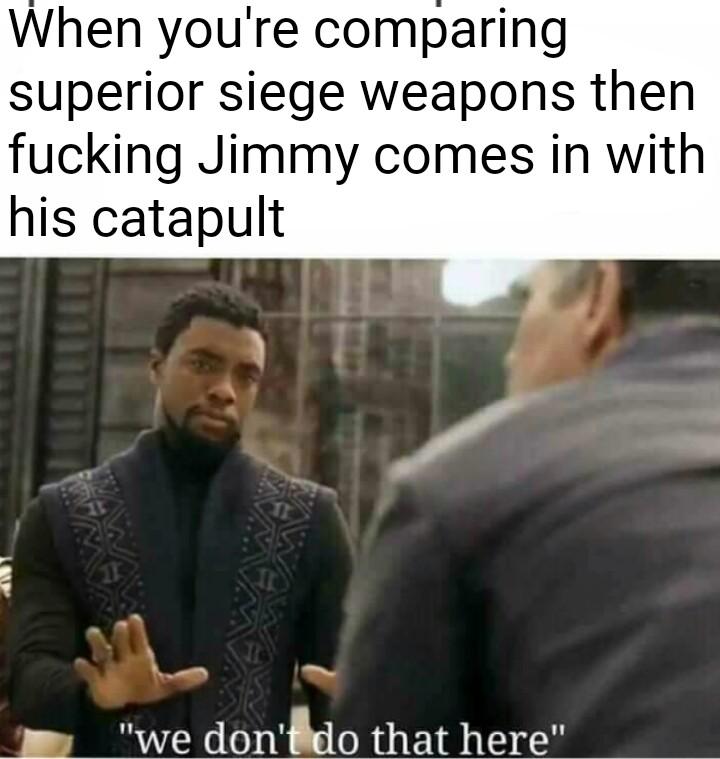 When you're comparing
superior siege weapons then
fucking Jimmy comes in with
his catapult
"we don't do that here"